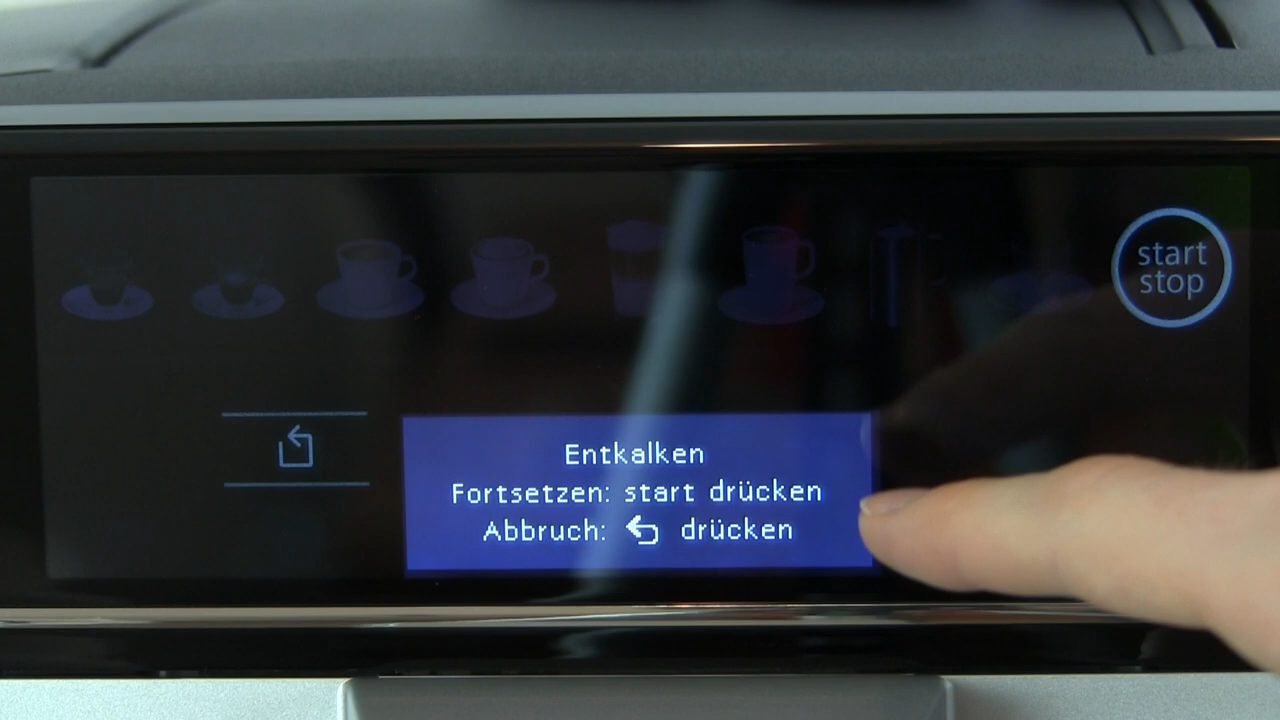 start
stop
Entkalken
Fortsetzen: start drücken
Abbruch: drücken